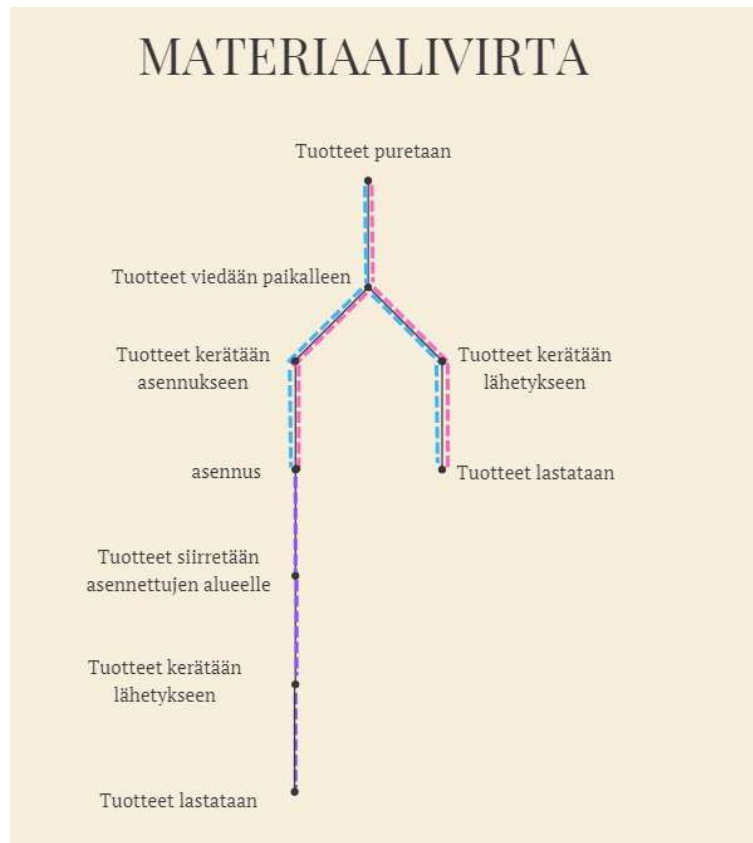 MATERIAALIVIRTA
Tuotteet puretaan
Tuotteet viedään paikalleen
Tuotteet kerätään
asennukseen
Tuotteet kerätään
lähetykseen
asennus
Tuotteet lastataan
Tuotteet siirretään
asennettujen alueelle
Tuotteet kerätään
lähetykseen
Tuotteet lastataan